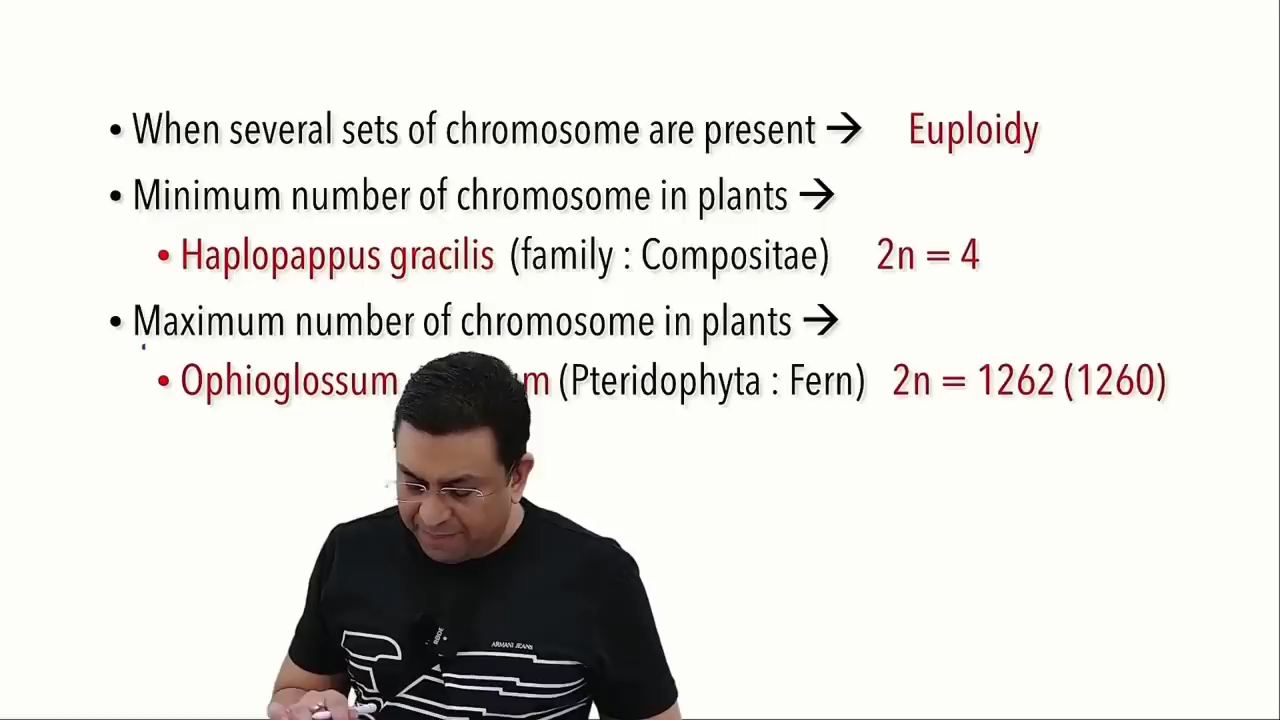 • When several sets of chromosome are present → Euploidy
• Minimum number of chromosome in plants →
• Haplopappus gracilis (family : Compositae) 2n = 4
• Maximum number of chromosome in plants →
• Ophioglossum (Pteridophyta : Fern) 2n = 1262 (1260)
RODE
ARMANI JEANS